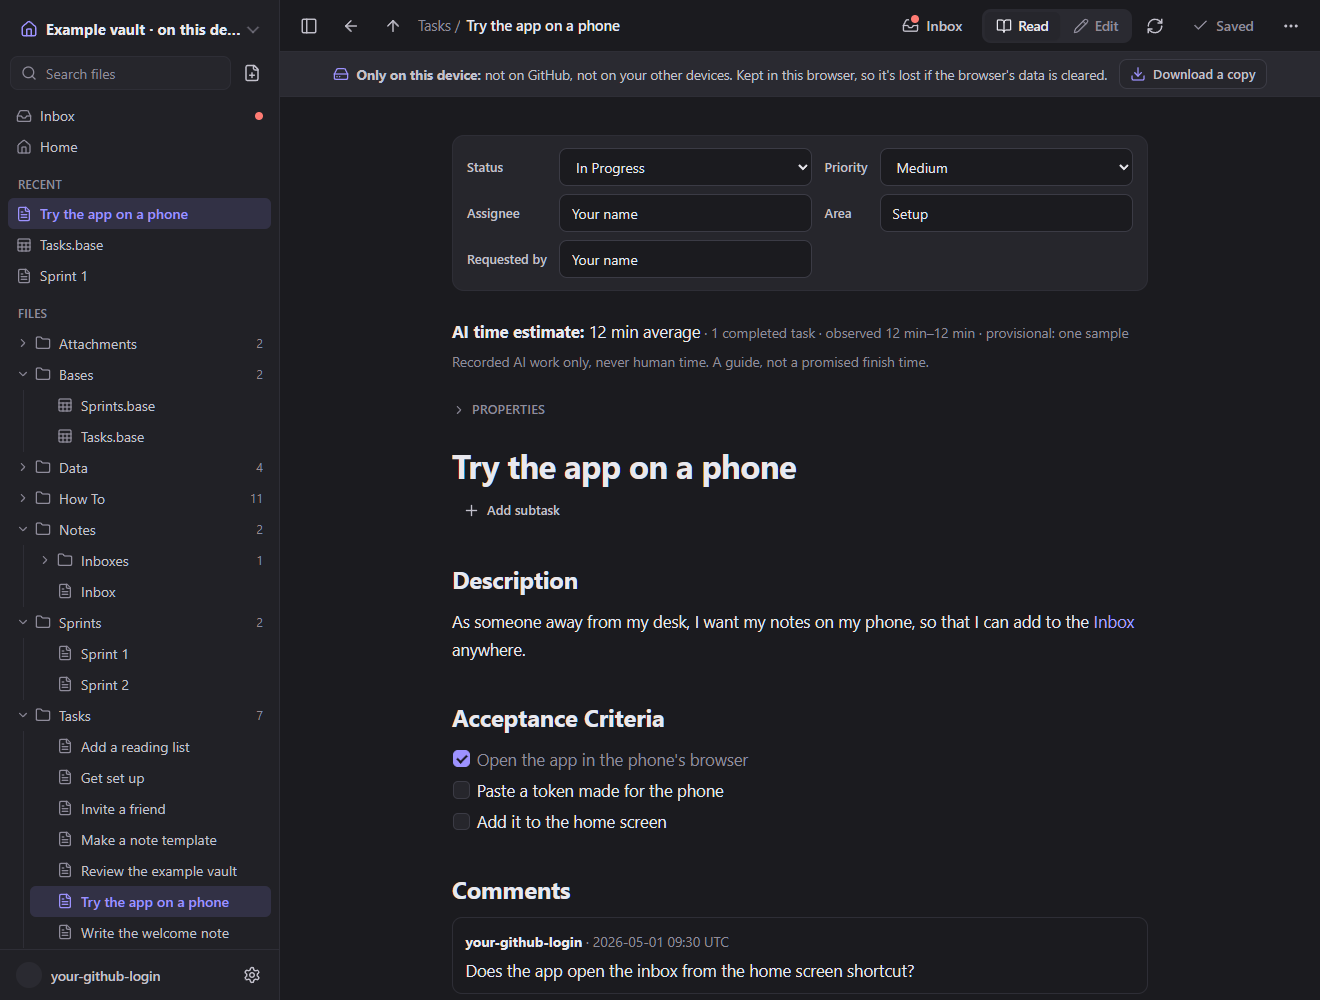 Example vault · on this de...
Search files
Inbox
Home
RECENT
Try the app on a phone
Tasks.base
Sprint 1
FILES
Attachments 2
Bases 2
Sprints.base
Tasks.base
Data 4
How To 11
Notes 2
Inboxes 1
Inbox
Sprints 2
Sprint 1
Sprint 2
Tasks 7
Add a reading list
Get set up
Invite a friend
Make a note template
Review the example vault
Try the app on a phone
Write the welcome note
your-github-login
Tasks / Try the app on a phone
Inbox
Read
Edit
Saved
Only on this device: not on GitHub, not on your other devices. Kept in this browser, so it's lost if the browser's data is cleared.
Download a copy
Status In Progress Priority Medium
Assignee Your name Area Setup
Requested by Your name
AI time estimate: 12 min average · 1 completed task · observed 12 min–12 min · provisional: one sample
Recorded AI work only, never human time. A guide, not a promised finish time.
PROPERTIES
Try the app on a phone
Add subtask
Description
As someone away from my desk, I want my notes on my phone, so that I can add to the Inbox
anywhere.
Acceptance Criteria
Open the app in the phone's browser
Paste a token made for the phone
Add it to the home screen
Comments
your-github-login · 2026-05-01 09:30 UTC
Does the app open the inbox from the home screen shortcut?